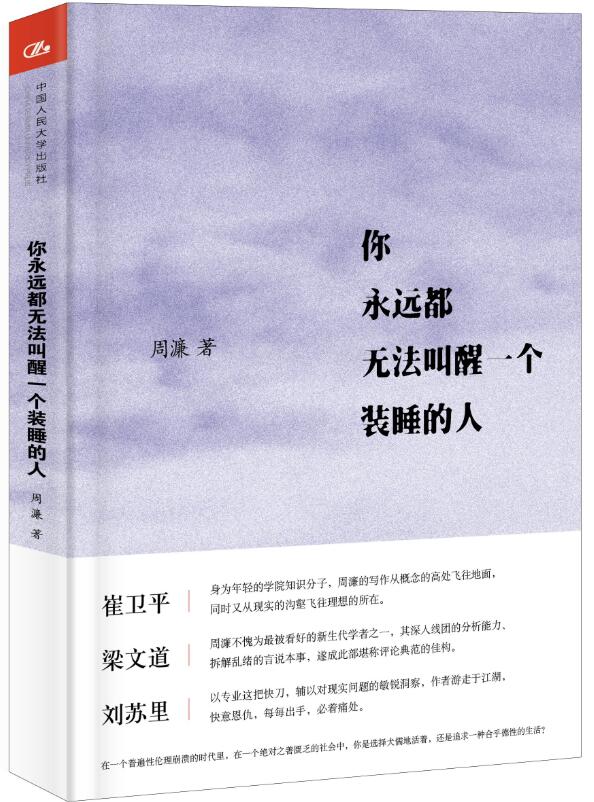 中国人民大学出版社
你永远都无法叫醒一个装睡的人
周濂 著
你
永远都
无法叫醒一个
装睡的人
周濂 著
崔卫平
身为年轻的学院知识分子，周濂的写作从概念的高处飞往地面，
同时又从现实的沟壑飞往理想的所在。
梁文道
周濂不愧为最被看好的新生代学者之一，其深入线团的分析能力、
拆解乱绪的言说本事，遂成此部堪称评论典范的佳构。
刘苏里
以专业这把快刀，辅以对现实问题的敏锐洞察，作者游走于江湖，
快意恩仇，每每出手，必着痛处。
在一个普遍性伦理崩溃的时代里，在一个绝对之善匮乏的社会中，你是选择犬儒地活着，还是追求一种合乎德性的生活？